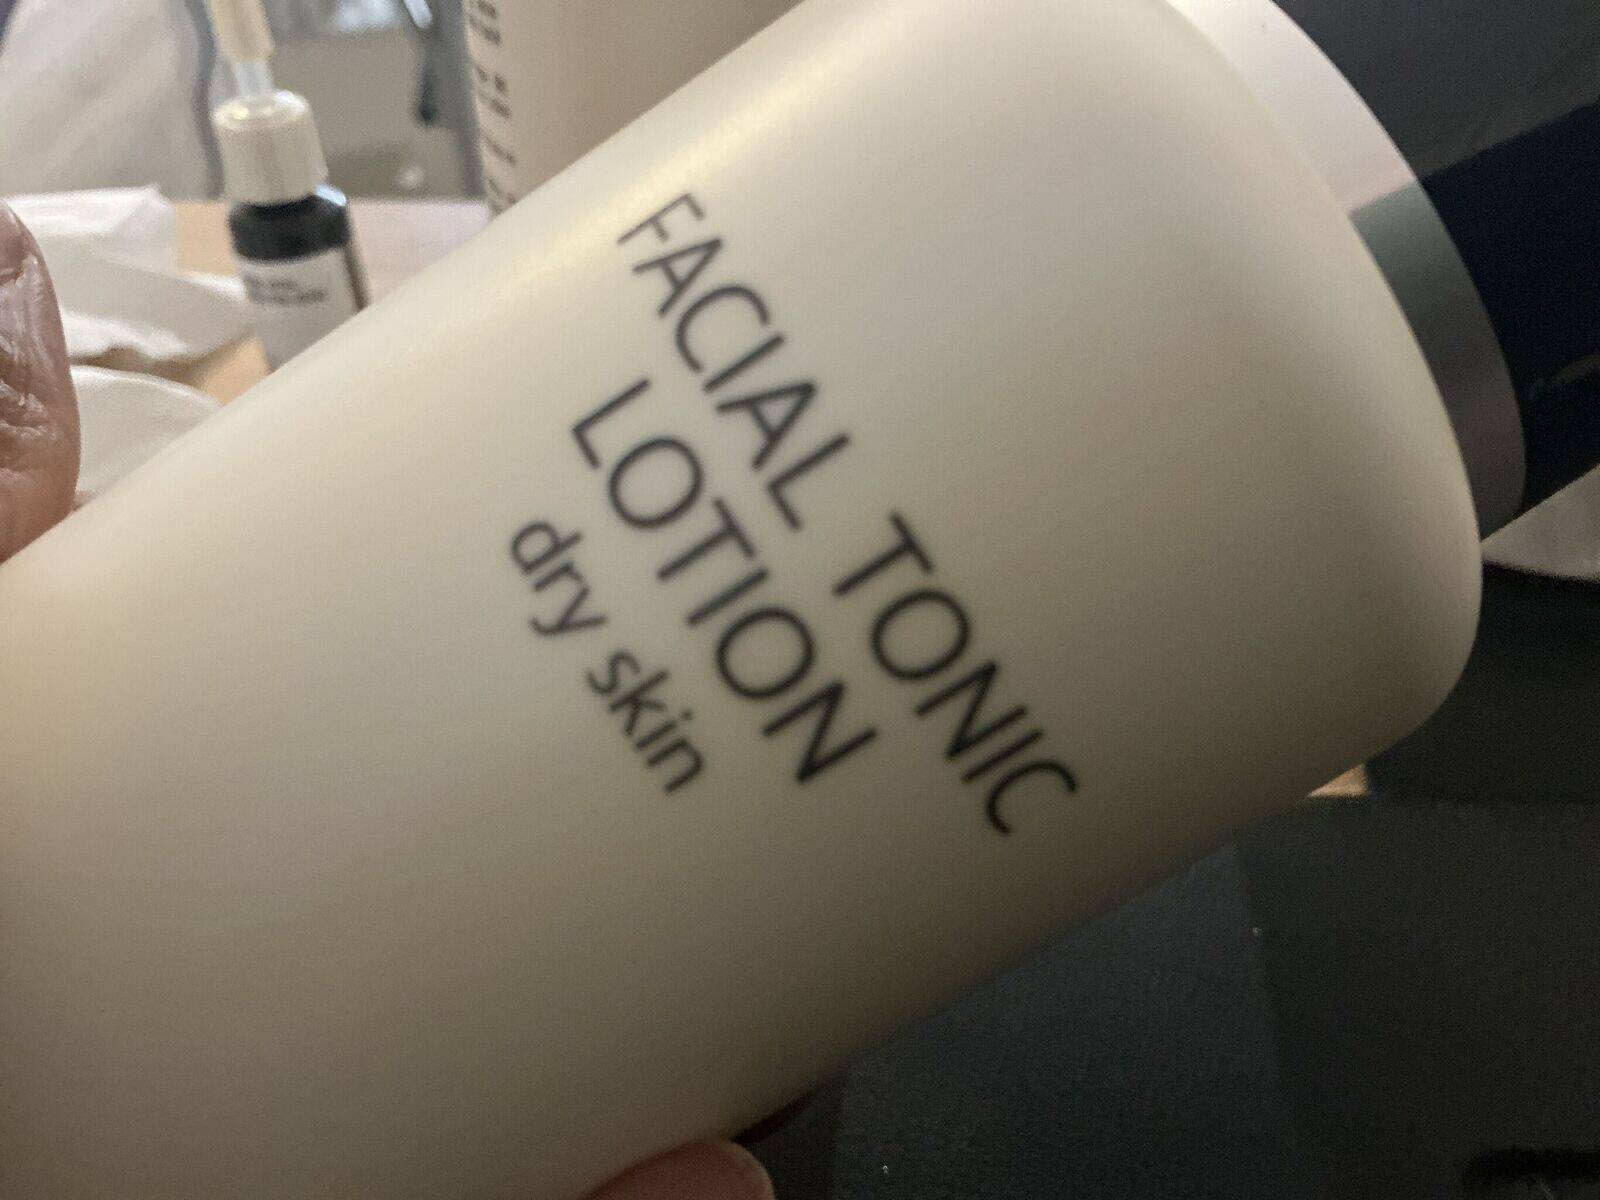 FACIAL TONIC
LOTION
dry skin